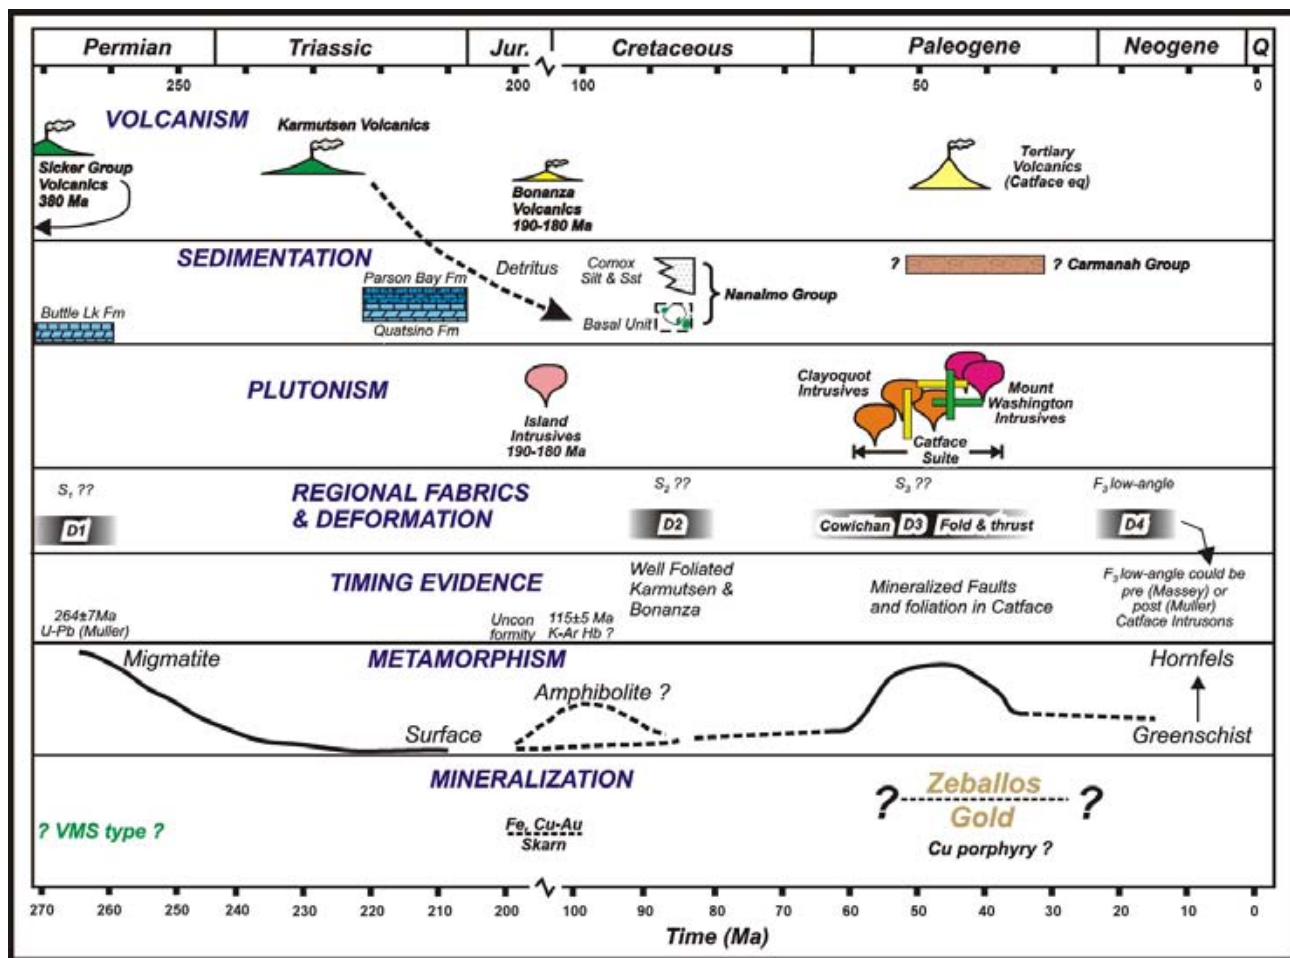 Permian Triassic Jur. Cretaceous Paleogene Neogene Q
250 200 100 50 0
VOLCANISM
Karmutsen Volcanics
Sicker Group
Volcanics
380 Ma
Bonanza
Volcanics
190-180 Ma
Tertiary
Volcanics
(Catface eq)
SEDIMENTATION
Buttle Lk Fm
Parson Bay Fm
Quatsino Fm
Detritus
Comox
Silt & Sst
Basal Unit
Nanaimo Group
? ? Carmanah Group
PLUTONISM
Island
Intrusives
190-180 Ma
Clayoquot
Intrusives
Mount
Washington
Intrusives
Catface
Suite
REGIONAL FABRICS
& DEFORMATION
S1 ??
D1
S2 ??
D2
S3 ??
Cowichan D3 Fold & thrust
F3 low-angle
D4
TIMING EVIDENCE
264±7Ma
U-Pb (Muller)
Uncon
formity
115±5 Ma
K-Ar Hb ?
Well Foliated
Karmutsen &
Bonanza
Mineralized Faults
and foliation in Catface
F3 low-angle could be
pre (Massey) or
post (Muller)
Catface Intrusons
METAMORPHISM
Migmatite
Surface
Amphibolite ?
Hornfels
Greenschist
MINERALIZATION
? VMS type ?
Fe, Cu-Au
Skarn
? Zeballos ?
Gold
Cu porphyry ?
270 260 250 240 230 220 210 200 100 90 80 70 60 50 40 30 20 10 0
Time (Ma)